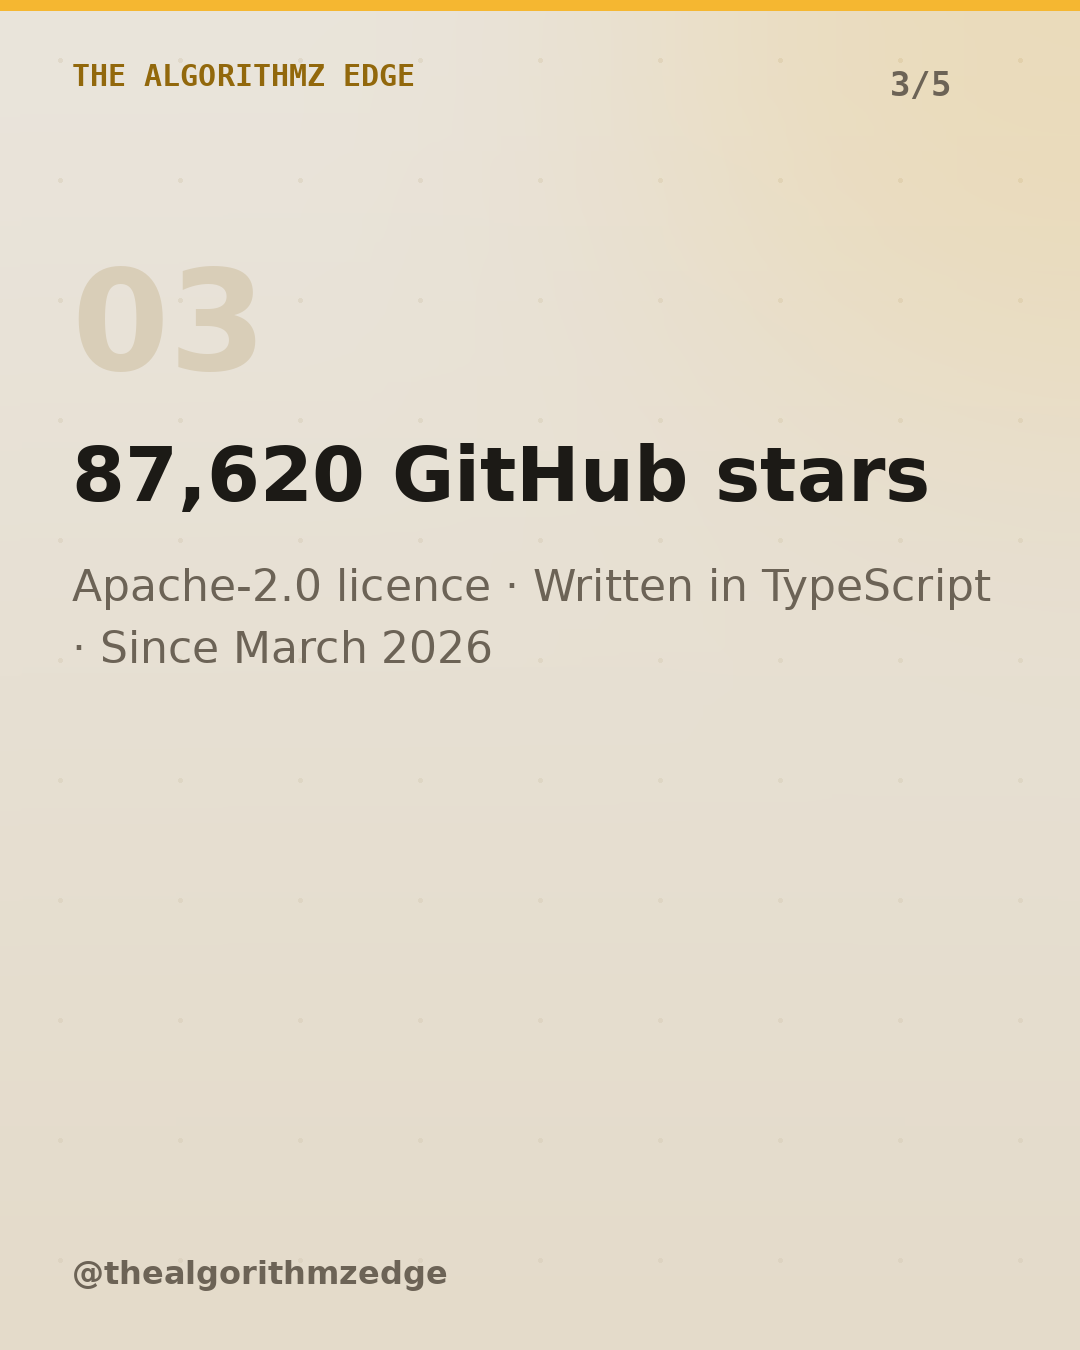 THE ALGORITHMZ EDGE
3/5
03
87,620 GitHub stars
Apache-2.0 licence · Written in TypeScript
· Since March 2026
@thealgorithmzedge